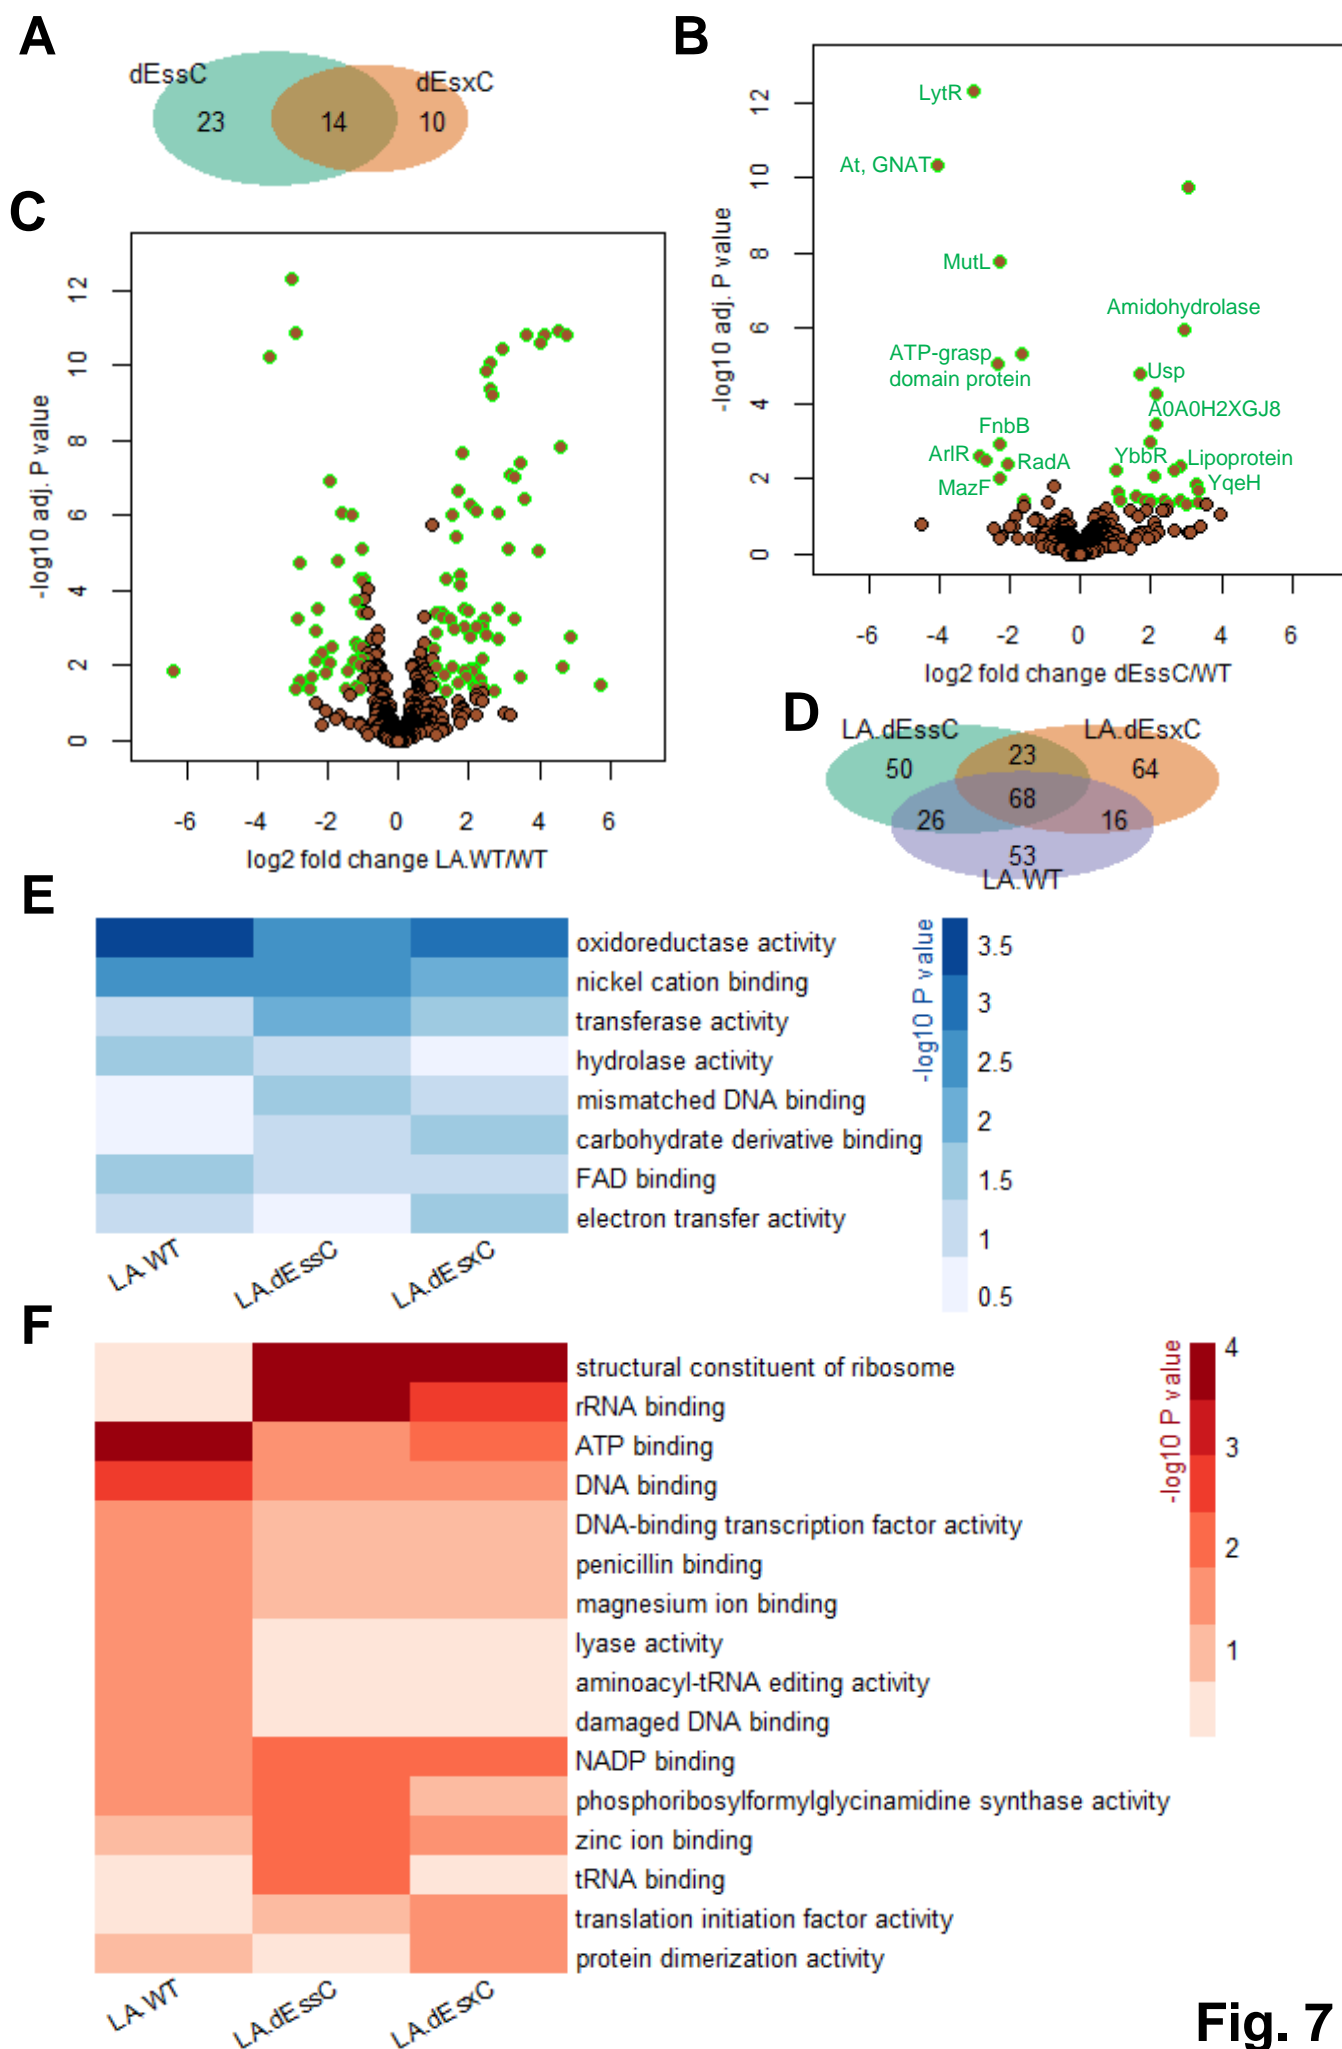 A
dEssC
dEsxC
23
14
10
B
12
10
8
6
4
2
0
-log10 adj. P value
LytR
At, GNAT
MutL
Amidohydrolase
ATP-grasp
domain protein
Usp
A0A0H2XGJ8
FnbB
ArlR
RadA
YbbR
Lipoprotein
MazF
YqeH
-6
-4
-2
0
2
4
6
log2 fold change dEssC/WT
C
12
10
8
6
4
2
0
-log10 adj. P value
-6
-4
-2
0
2
4
6
log2 fold change LA.WT/WT
D
LA.dEssC
LA.dEsxC
23
50
64
68
26
16
53
LA.WT
E
oxidoreductase activity
nickel cation binding
transferase activity
hydrolase activity
mismatched DNA binding
carbohydrate derivative binding
FAD binding
electron transfer activity
LA.WT
LA.dEssC
LA.dEsxC
-log10 P value
3.5
3
2.5
2
1.5
1
0.5
F
structural constituent of ribosome
rRNA binding
ATP binding
DNA binding
DNA-binding transcription factor activity
penicillin binding
magnesium ion binding
lyase activity
aminoacyl-tRNA editing activity
damaged DNA binding
NADP binding
phosphoribosylformylglycinamidine synthase activity
zinc ion binding
tRNA binding
translation initiation factor activity
protein dimerization activity
LA.WT
LA.dEssC
LA.dEsxC
-log10 P value
4
3
2
1
Fig. 7